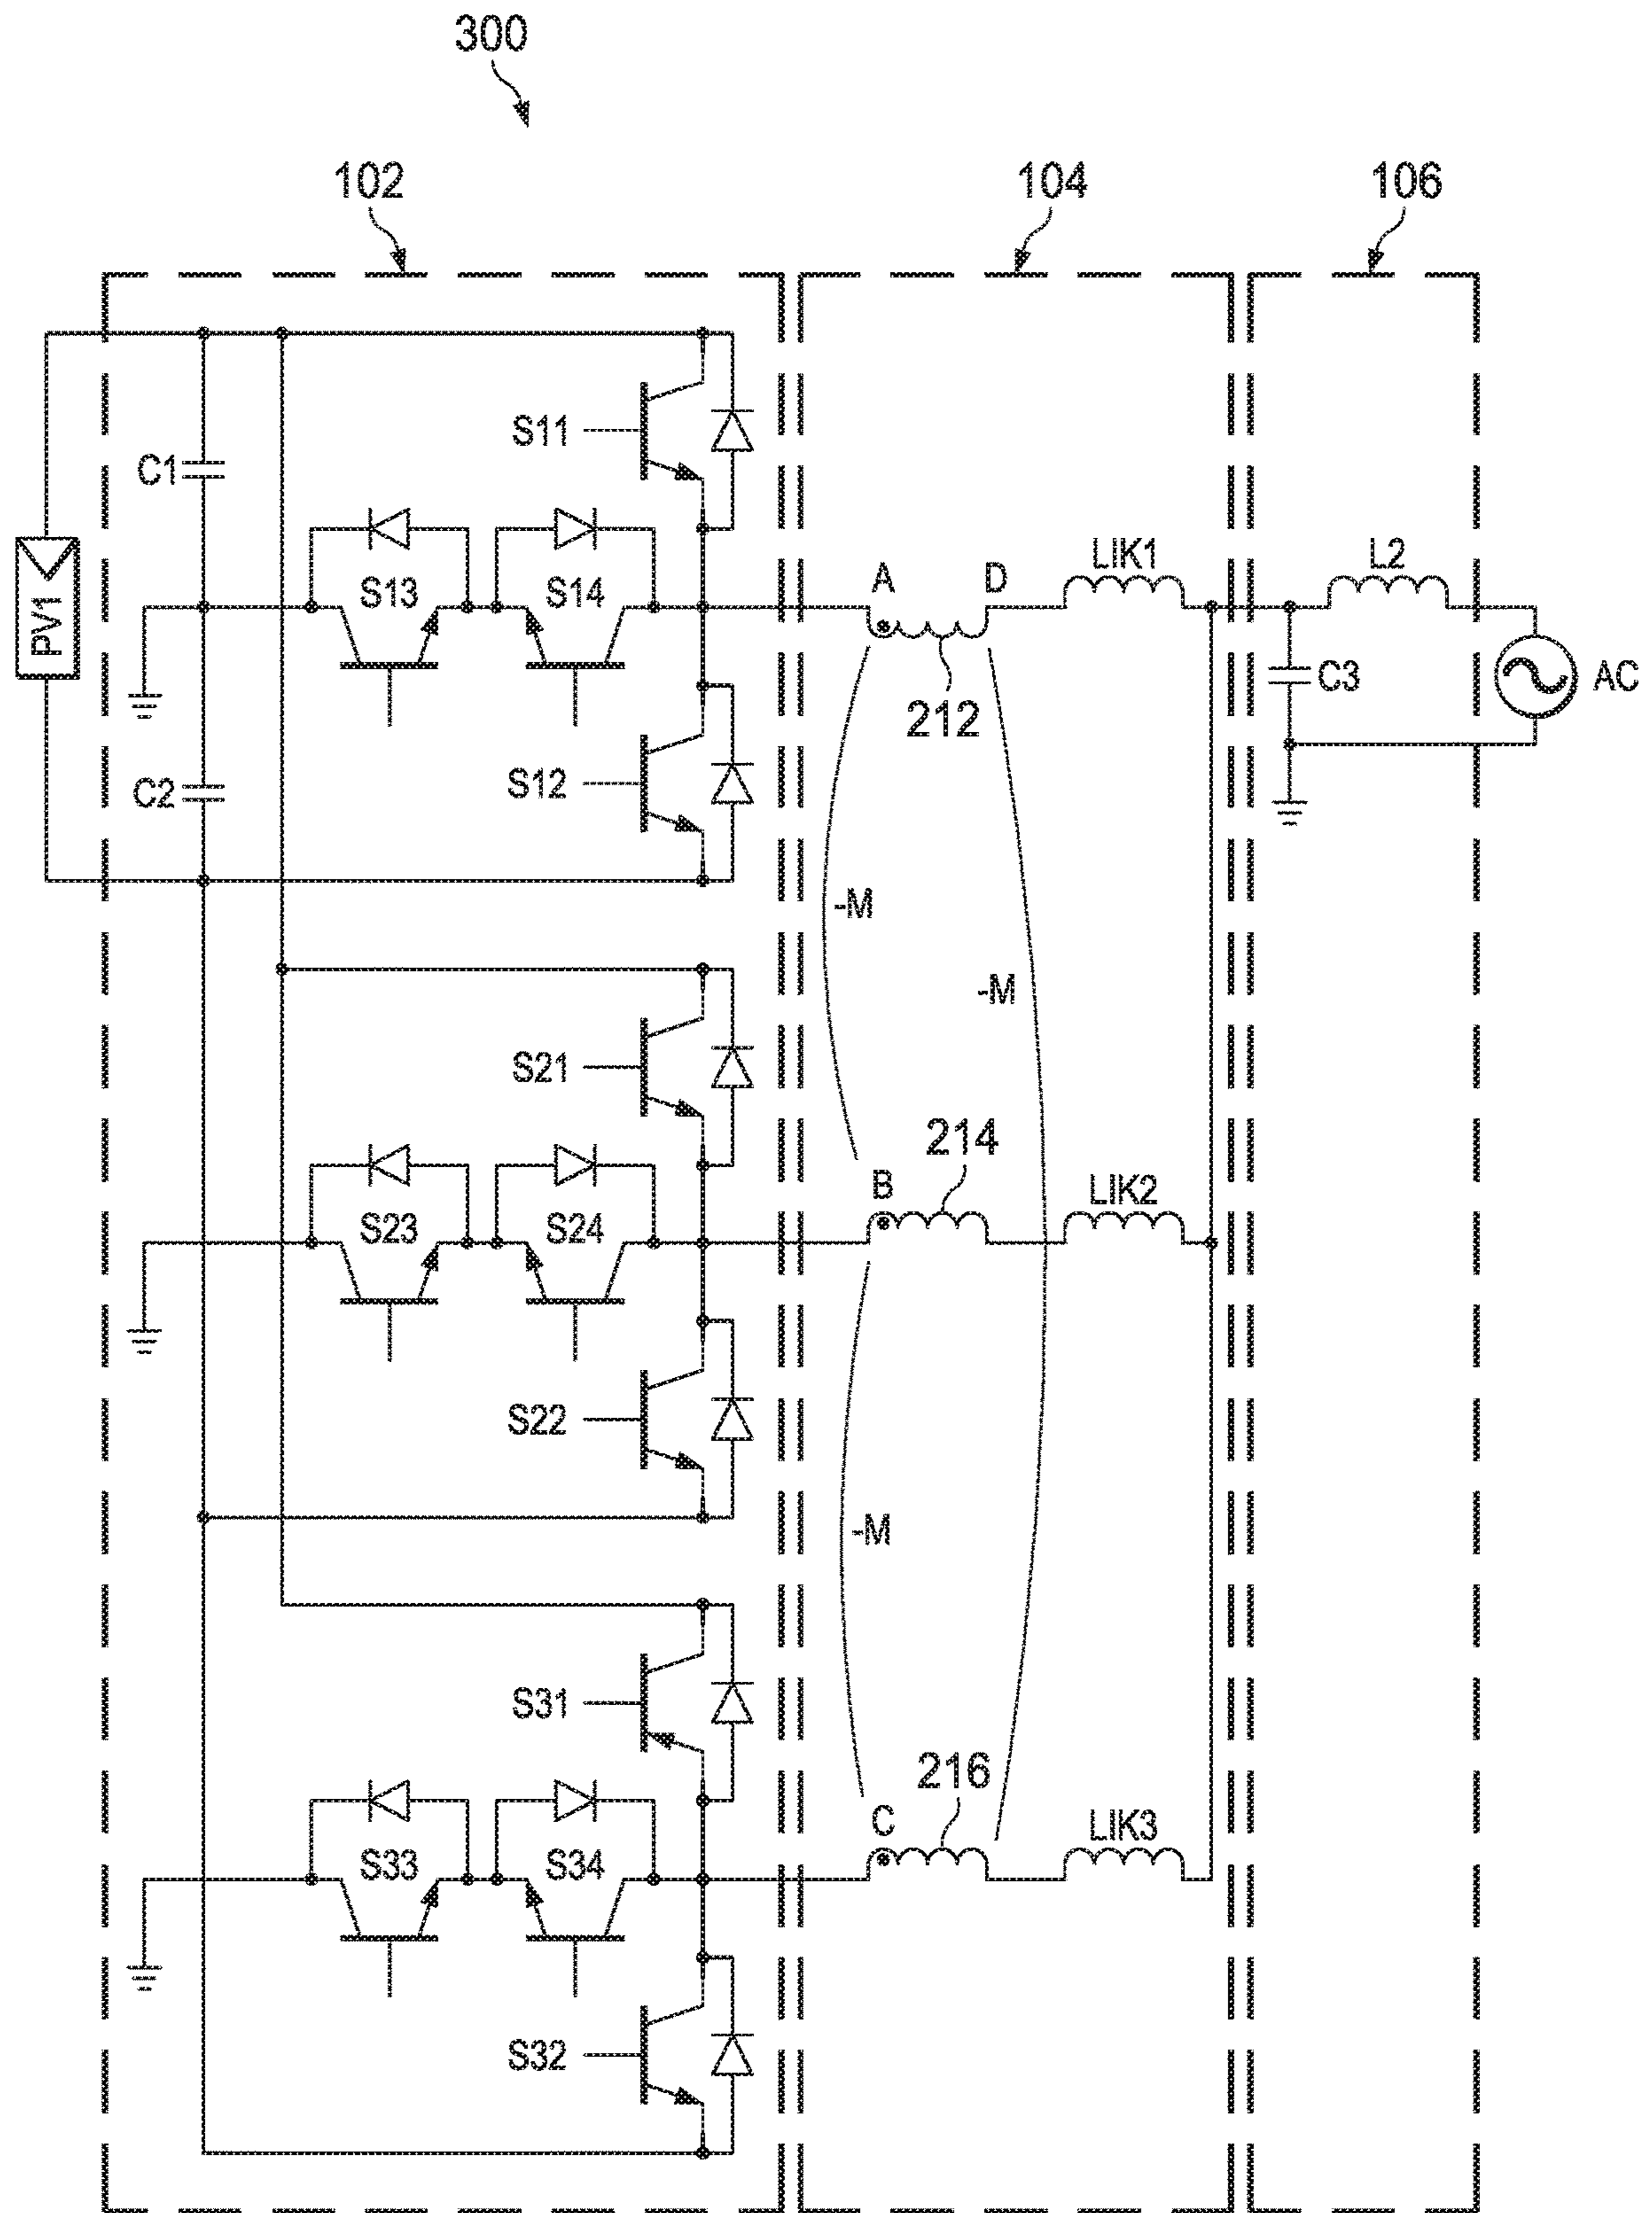 300
102
104
106
S11
C1
S13
S14
A
D
LIK1
L2
PV1
212
C3
AC
C2
S12
-M
-M
S21
214
B
LIK2
S23
S24
S22
-M
S31
216
C
LIK3
S33
S34
S32